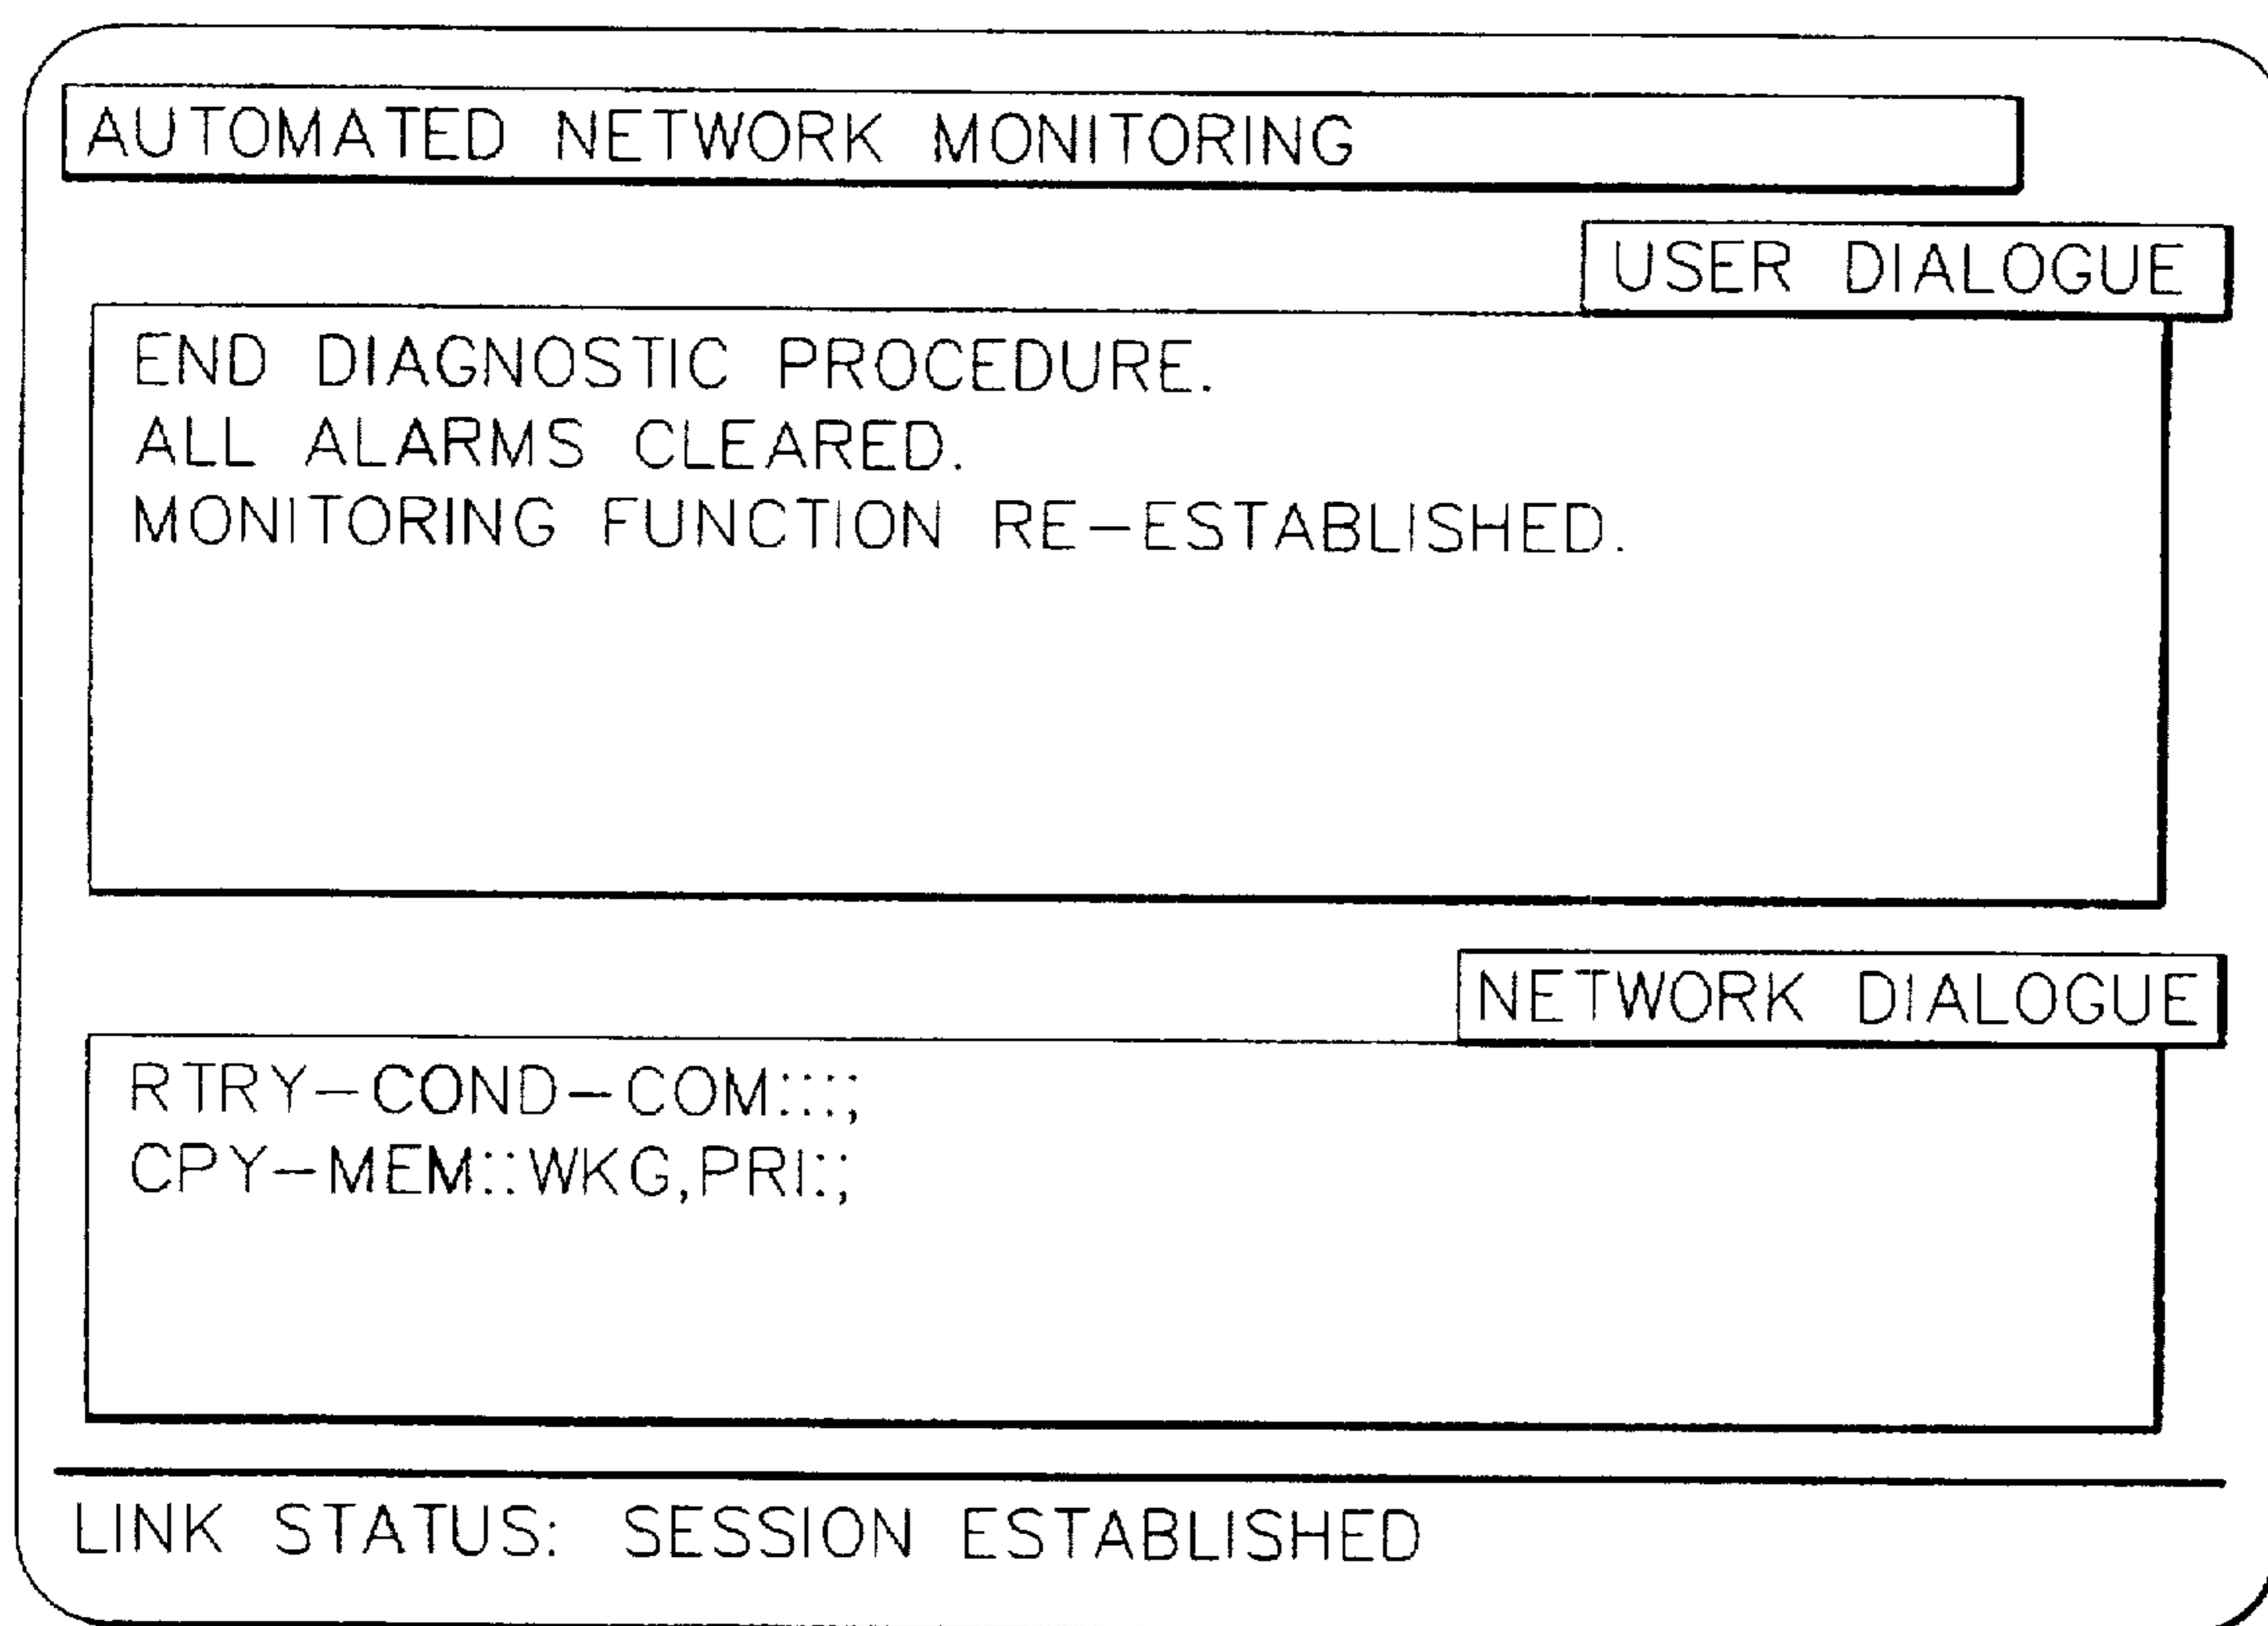 AUTOMATED NETWORK MONITORING
USER DIALOGUE
END DIAGNOSTIC PROCEDURE.
ALL ALARMS CLEARED.
MONITORING FUNCTION RE-ESTABLISHED.
NETWORK DIALOGUE
RTRY-COND-COM::::;
CPY-MEM::WKG,PRI:;
LINK STATUS: SESSION ESTABLISHED